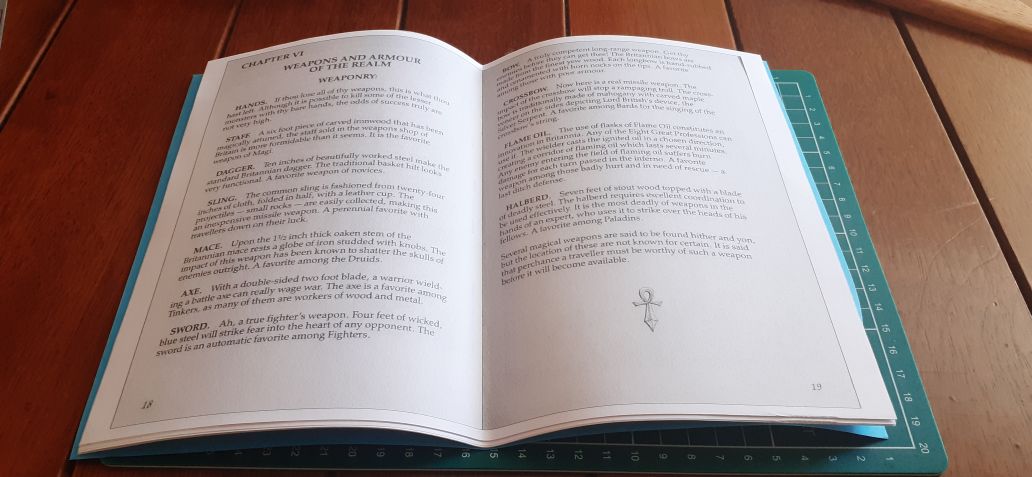 CHAPTER VI
WEAPONS AND ARMOUR
OF THE REALM
WEAPONRY:
HANDS. If thou lose all of thy weapons, this is what thou
hast left. Although it is possible to kill some of the lesser
monsters with thy bare hands, the odds of success truly are
not very high.
STAFF. A six foot piece of carved ironwood that has been
magically attuned, the staff sold in the weapons shop of
Britain is more formidable than it seems. It is the favorite
weapon of Magi.
DAGGER. Ten inches of beautifully worked steel make the
standard Britannian dagger. The traditional basket hilt looks
very functional. A favorite weapon of novices.
SLING. The common sling is fashioned from twenty-four
inches of cloth, folded in half, with a leather cup. The
projectiles — small rocks — are easily collected, making this
an inexpensive missile weapon. A perennial favorite with
travellers down on their luck.
MACE. Upon the 1½ inch thick oaken stem of the
Britannian mace rests a globe of iron studded with knobs. The
impact of this weapon has been known to shatter the skulls of
enemies outright. A favorite among the Druids.
AXE. With a double-sided two foot blade, a warrior wield-
ing a battle axe can really wage war. The axe is a favorite among
Tinkers, as many of them are workers of wood and metal.
SWORD. Ah, a true fighter's weapon. Four feet of wicked,
blue steel will strike fear into the heart of any opponent. The
sword is an automatic favorite among Fighters.
18
BOW. A truly competent long-range weapon. Get thy
enemies before they can get thee! The Britannian bows are
made from the finest yew wood. Each longbow is hand-rubbed
and ornamented with horn nocks on the tips. A favorite
among those with poor armour.
CROSSBOW. Now here is a real missile weapon. The
impact of the crossbow will stop a rampaging troll. The cross-
bow is traditionally made of mahogany with carved maple
insert on the sides depicting Lord British's device, the
Silver Serpent. A favorite among Bards for the singing of the
crossbow's string.
FLAME OIL. The use of flasks of Flame Oil constitutes an
innovation in Britannia. Any of the Eight Great Professions can
use it. The wielder casts the ignited oil in a chosen direction,
creating a corridor of flaming oil which lasts several minutes.
Any enemy entering the field of flaming oil suffers burn
damage for each turn passed in the inferno. A favorite
weapon among those badly hurt and in need of rescue — a
last ditch defense.
HALBERD. Seven feet of stout wood topped with a blade
of deadly steel. The halberd requires excellent coordination to
be used effectively. It is the most deadly of weapons in the
hands of an expert, who uses it to strike over the heads of his
fellows. A favorite among Paladins.
Several magical weapons are said to be found hither and yon,
but the location of these are not known for certain. It is said
that perchance a traveller must be worthy of such a weapon
before it will become available.
19